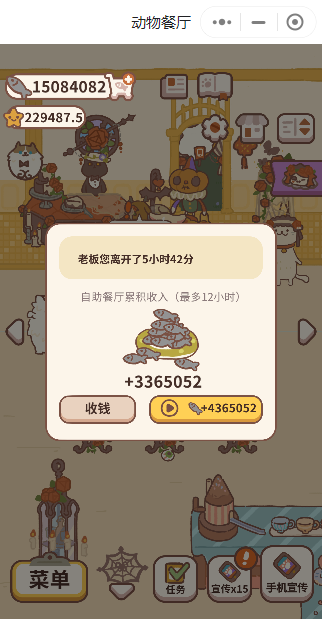 动物餐厅
15084082
229487.5
老板您离开了5小时42分
自助餐厅累积收入（最多12小时）
+3365052
收钱
+4365052
菜单
任务
宣传x15
手机宣传